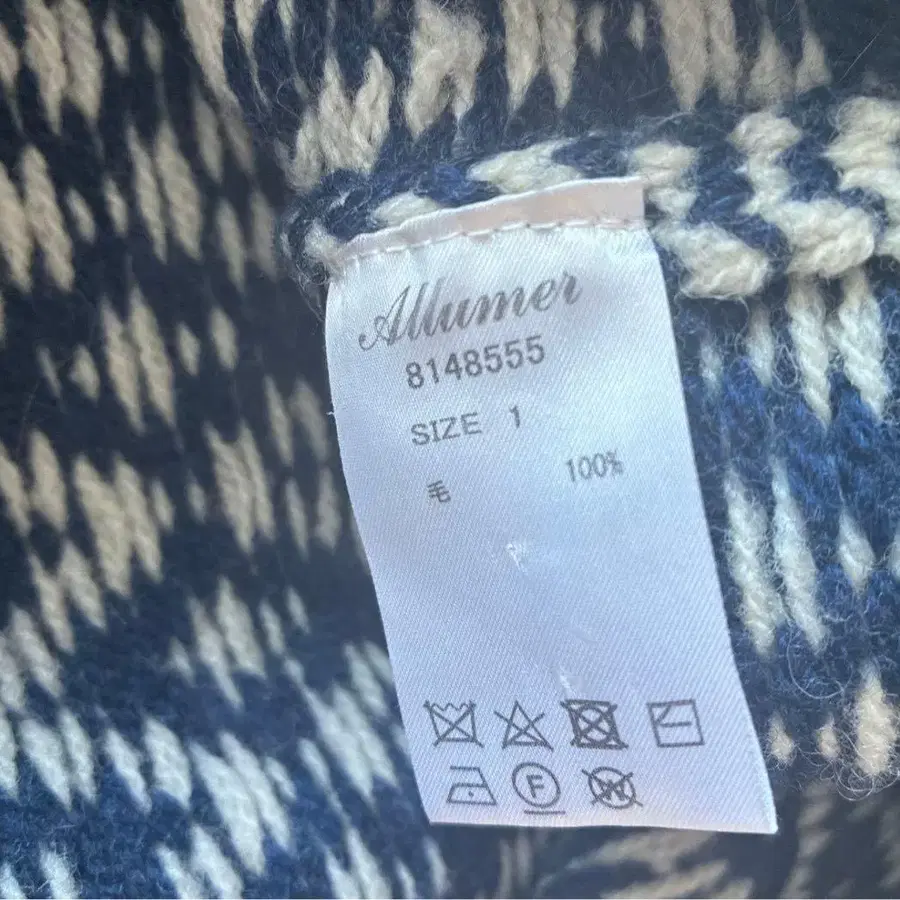 Allumer
8148555
SIZE 1
毛 100%
F
W